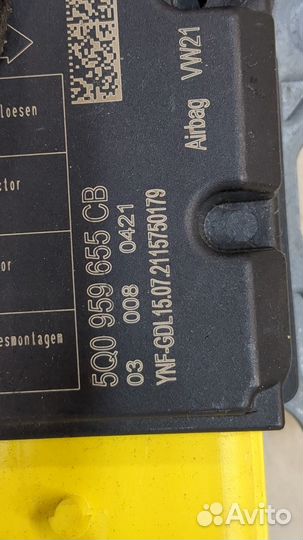 loesen
ctor
or
esmontagem
5Q0 959 655 CB
03 008 0421
YNF-GDL15.07.2115750179
Airbag VW21
Avito